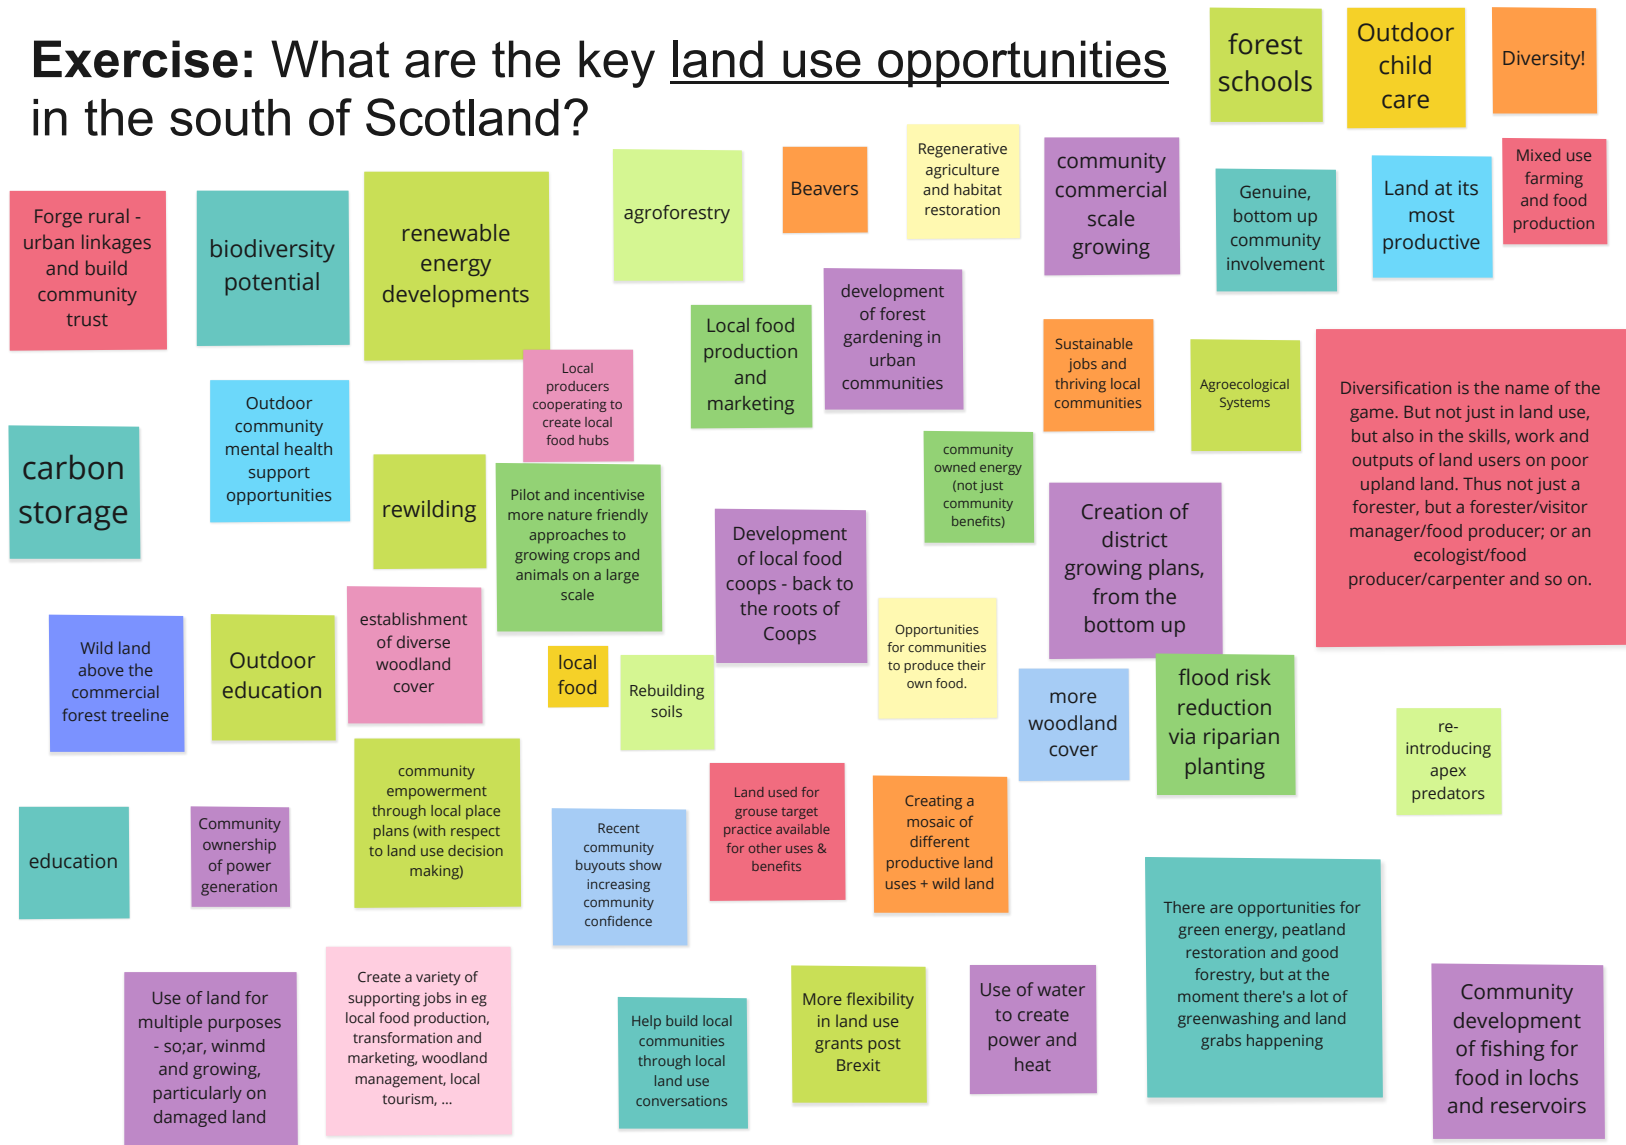 Exercise: What are the key land use opportunities
in the south of Scotland?
forest
schools
Outdoor
child
care
Diversity!
Forge rural -
urban linkages
and build
community
trust
biodiversity
potential
renewable
energy
developments
agroforestry
Beavers
Regenerative
agriculture
and habitat
restoration
community
commercial
scale
growing
Genuine,
bottom up
community
involvement
Land at its
most
productive
Mixed use
farming
and food
production
Local
producers
cooperating to
create local
food hubs
Local food
production
and
marketing
development
of forest
gardening in
urban
communities
Sustainable
jobs and
thriving local
communities
Agroecological
Systems
Diversification is the name of the
game. But not just in land use,
but also in the skills, work and
outputs of land users on poor
upland land. Thus not just a
forester, but a forester/visitor
manager/food producer; or an
ecologist/food
producer/carpenter and so on.
carbon
storage
Outdoor
community
mental health
support
opportunities
rewilding
Pilot and incentivise
more nature friendly
approaches to
growing crops and
animals on a large
scale
Development
of local food
coops - back to
the roots of
Coops
community
owned energy
(not just
community
benefits)
Creation of
district
growing plans,
from the
bottom up
Wild land
above the
commercial
forest treeline
Outdoor
education
establishment
of diverse
woodland
cover
local
food
Rebuilding
soils
Opportunities
for communities
to produce their
own food.
more
woodland
cover
flood risk
reduction
via riparian
planting
re-
introducing
apex
predators
education
Community
ownership
of power
generation
community
empowerment
through local place
plans (with respect
to land use decision
making)
Recent
community
buyouts show
increasing
community
confidence
Land used for
grouse target
practice available
for other uses &
benefits
Creating a
mosaic of
different
productive land
uses + wild land
There are opportunities for
green energy, peatland
restoration and good
forestry, but at the
moment there's a lot of
greenwashing and land
grabs happening
Use of land for
multiple purposes
- so;ar, winmd
and growing,
particularly on
damaged land
Create a variety of
supporting jobs in eg
local food production,
transformation and
marketing, woodland
management, local
tourism, ...
Help build local
communities
through local
land use
conversations
More flexibility
in land use
grants post
Brexit
Use of water
to create
power and
heat
Community
development
of fishing for
food in lochs
and reservoirs